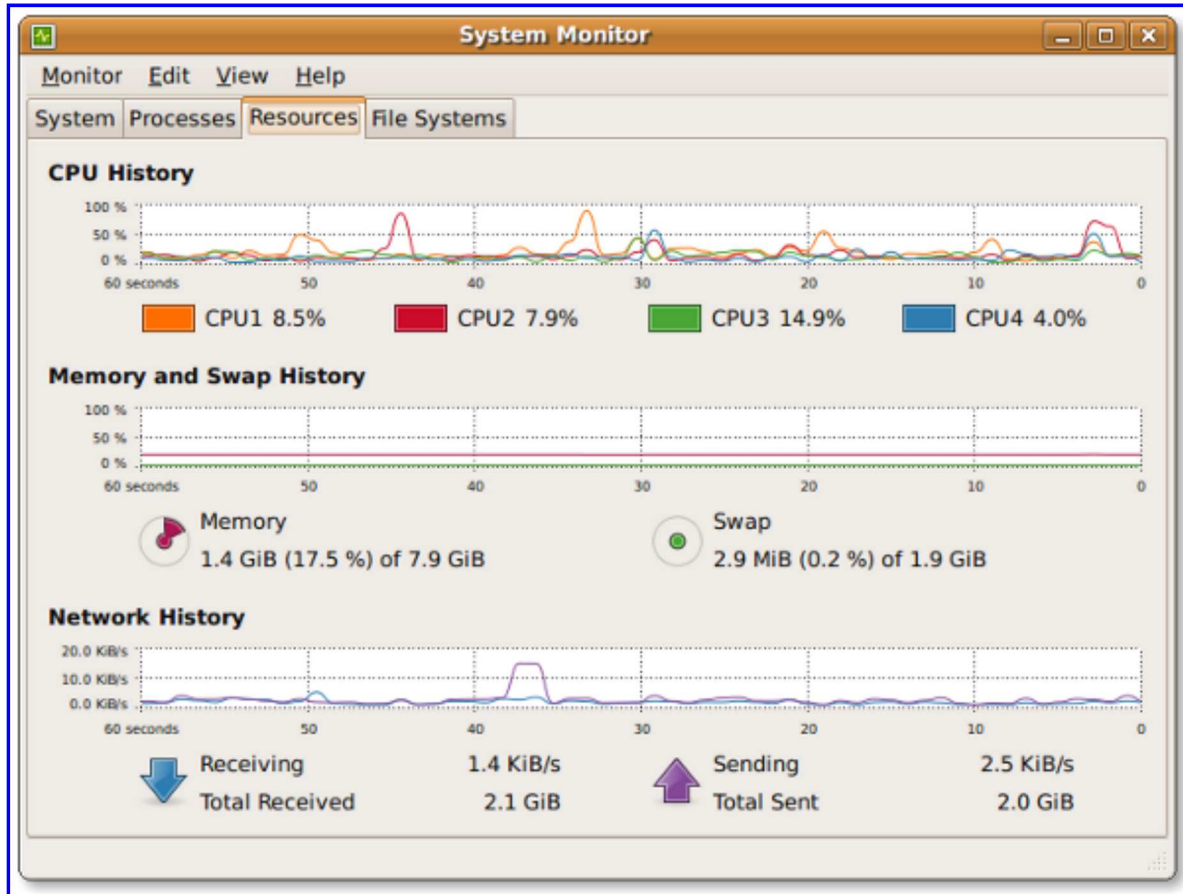 System Monitor
Monitor Edit View Help
System Processes Resources File Systems
CPU History
100 %
50 %
0 %
60 seconds 50 40 30 20 10 0
CPU1 8.5% CPU2 7.9% CPU3 14.9% CPU4 4.0%
Memory and Swap History
100 %
50 %
0 %
60 seconds 50 40 30 20 10 0
Memory
1.4 GiB (17.5 %) of 7.9 GiB
Swap
2.9 MiB (0.2 %) of 1.9 GiB
Network History
20.0 KiB/s
10.0 KiB/s
0.0 KiB/s
60 seconds 50 40 30 20 10 0
Receiving 1.4 KiB/s
Total Received 2.1 GiB
Sending 2.5 KiB/s
Total Sent 2.0 GiB